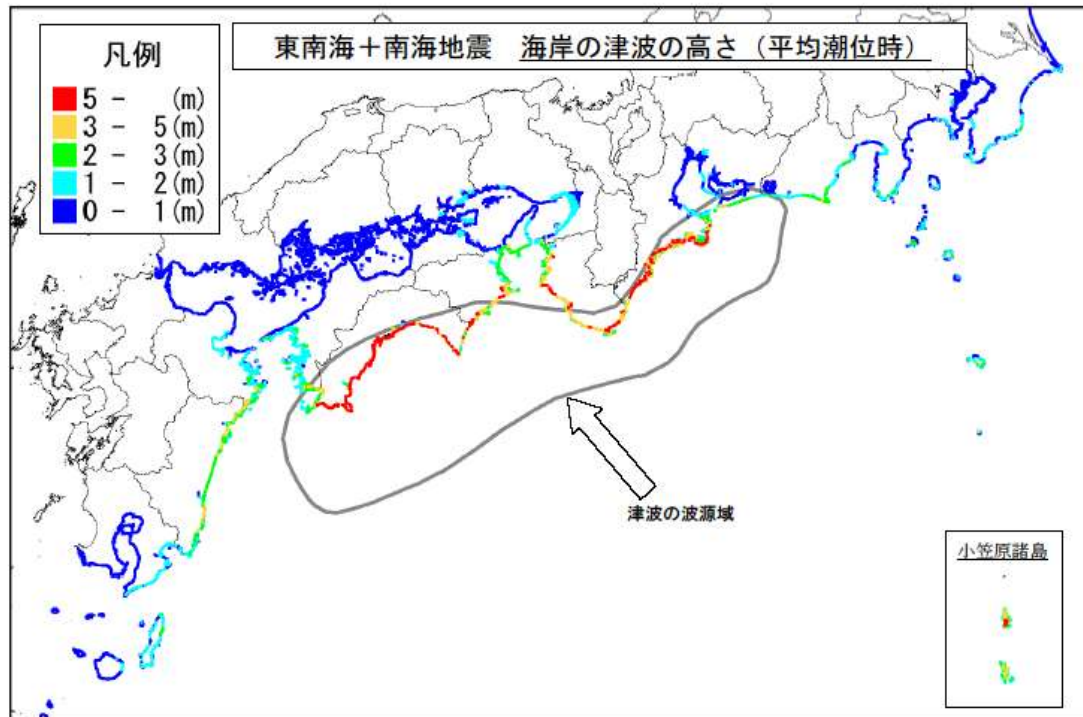 東南海+南海地震 海岸の津波の高さ(平均潮位時)
凡例
5 - (m)
3 - 5(m)
2 - 3(m)
1 - 2(m)
0 - 1(m)
津波の波源域
小笠原諸島